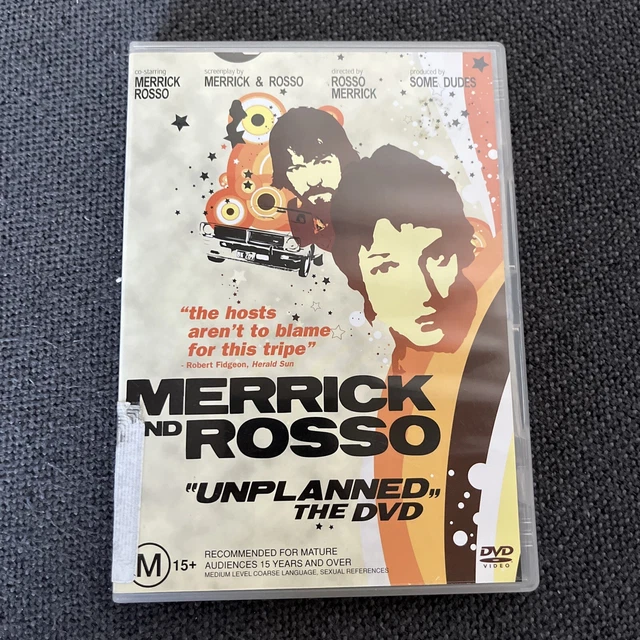 co-starring
MERRICK
ROSSO
screenplay by
MERRICK & ROSSO
directed by
ROSSO
MERRICK
produced by
SOME DUDES
"the hosts
aren't to blame
for this tripe"
- Robert Fidgeon, Herald Sun
MERRICK
ND ROSSO
"UNPLANNED"
THE DVD
M 15+
RECOMMENDED FOR MATURE
AUDIENCES 15 YEARS AND OVER
MEDIUM LEVEL COARSE LANGUAGE, SEXUAL REFERENCES
DVD
VIDEO